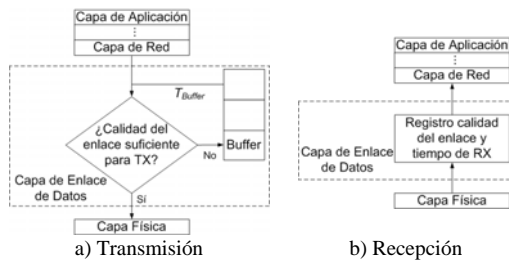 Capa de Aplicación
⋮
Capa de Red
T_Buffer
¿Calidad del
enlace suficiente
para TX?
No
Buffer
Capa de Enlace
de Datos
Sí
Capa Física
a) Transmisión
Capa de Aplicación
⋮
Capa de Red
Registro calidad
del enlace y
tiempo de RX
Capa de Enlace
de Datos
Capa Física
b) Recepción